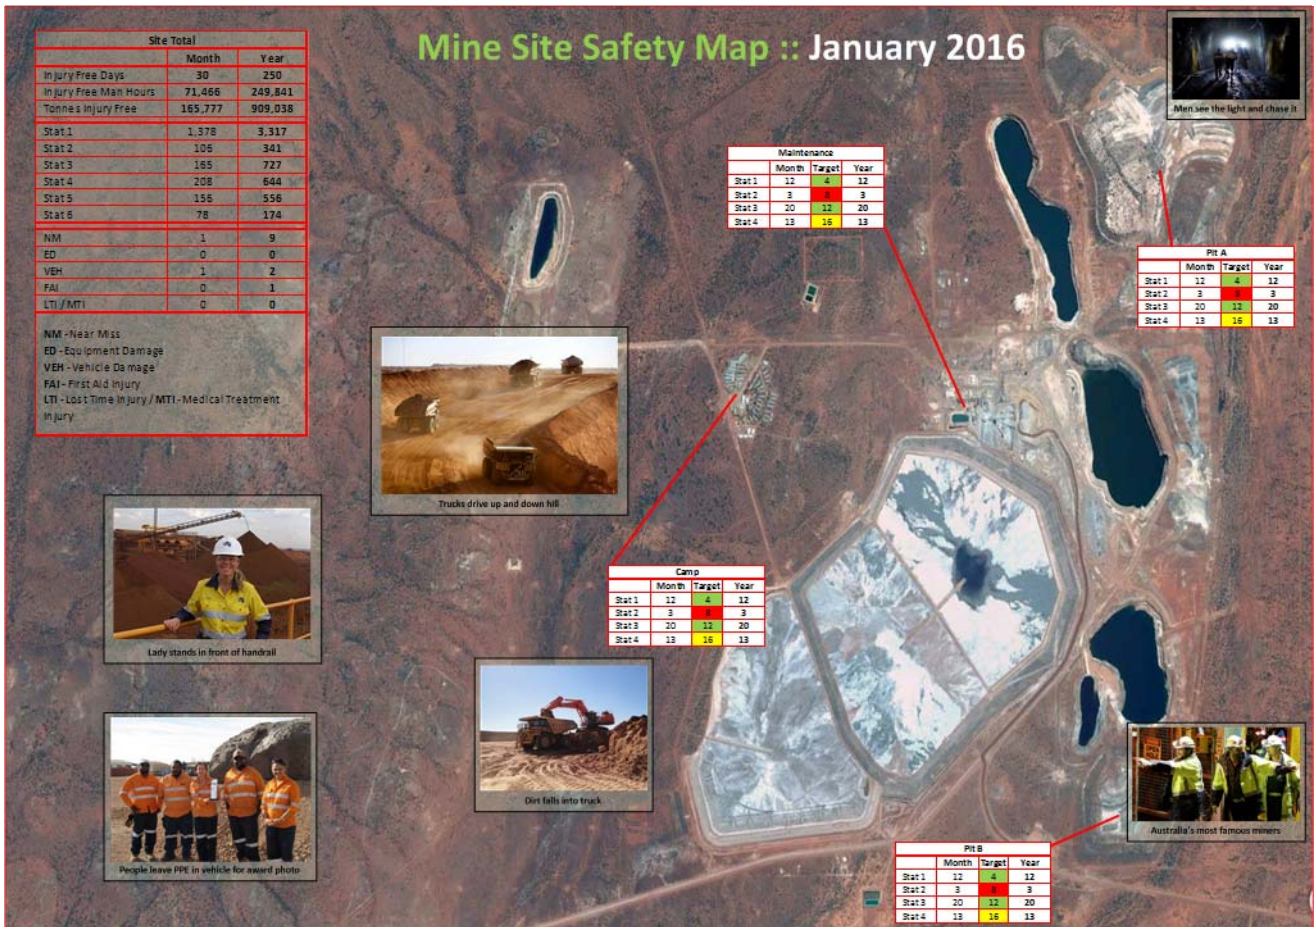 Mine Site Safety Map :: January 2016
Site Total
Month Year
Injury Free Days 30 250
Injury Free Man Hours 71,466 249,841
Tonnes Injury Free 165,777 909,038
Stat 1 1,378 3,317
Stat 2 106 341
Stat 3 165 727
Stat 4 208 644
Stat 5 156 556
Stat 6 78 174
NM 1 9
ED 0 0
VEH 1 2
FAI 0 1
LTI / MTI 0 0
NM - Near Miss
ED - Equipment Damage
VEH - Vehicle Damage
FAI - First Aid Injury
LTI - Lost Time Injury / MTI - Medical Treatment
Injury
Men see the light and chase it
Maintenance
Month Target Year
Stat 1 12 4 12
Stat 2 3 8 3
Stat 3 20 12 20
Stat 4 13 16 13
Pit A
Month Target Year
Stat 1 12 4 12
Stat 2 3 8 3
Stat 3 20 12 20
Stat 4 13 16 13
Trucks drive up and down hill
Camp
Month Target Year
Stat 1 12 4 12
Stat 2 3 8 3
Stat 3 20 12 20
Stat 4 13 16 13
Lady stands in front of handrail
Dirt falls into truck
People leave PPE in vehicle for award photo
Australia's most famous miners
Pit B
Month Target Year
Stat 1 12 4 12
Stat 2 3 8 3
Stat 3 20 12 20
Stat 4 13 16 13